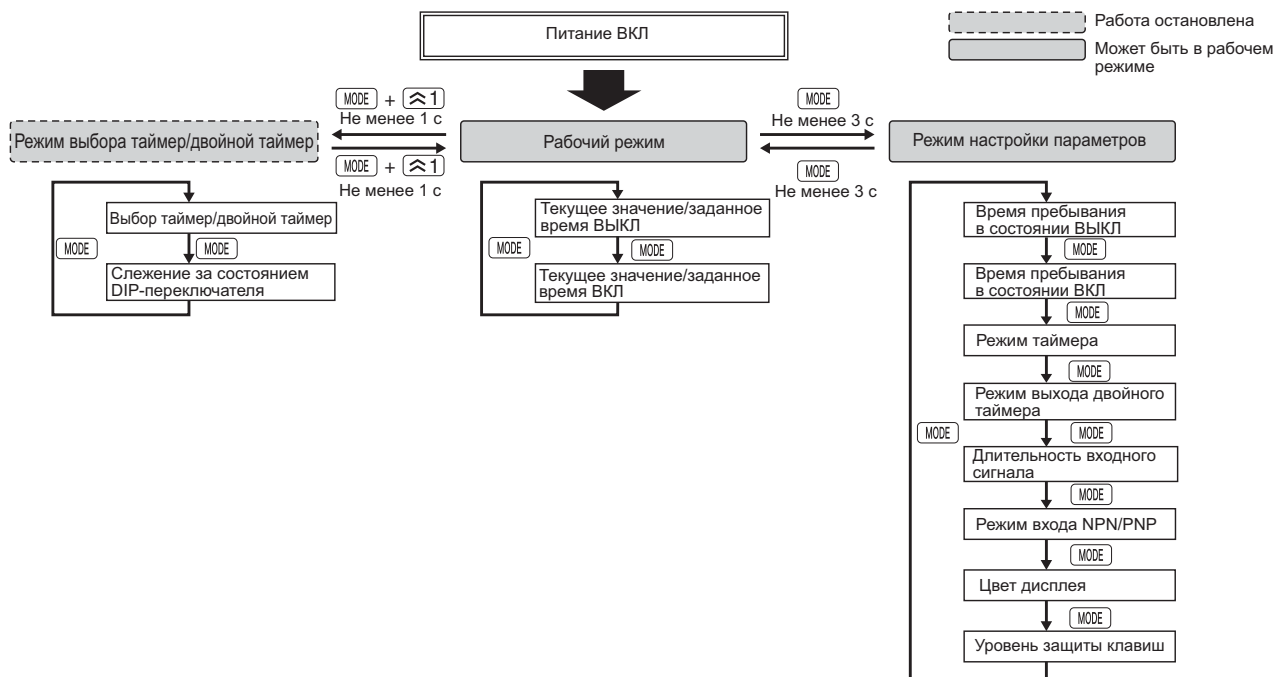 Питание ВКЛ
Работа остановлена
Может быть в рабочем
режиме
MODE + 1
Не менее 1 с
MODE
Не менее 3 с
Режим выбора таймер/двойной таймер
Рабочий режим
Режим настройки параметров
MODE + 1
Не менее 1 с
MODE
Не менее 3 с
Выбор таймер/двойной таймер
MODE
MODE
Слежение за состоянием
DIP-переключателя
Текущее значение/заданное
время ВЫКЛ
MODE
MODE
Текущее значение/заданное
время ВКЛ
Время пребывания
в состоянии ВЫКЛ
MODE
Время пребывания
в состоянии ВКЛ
MODE
Режим таймера
MODE
Режим выхода двойного
таймера
MODE
MODE
Длительность входного
сигнала
MODE
Режим входа NPN/PNP
MODE
Цвет дисплея
MODE
Уровень защиты клавиш